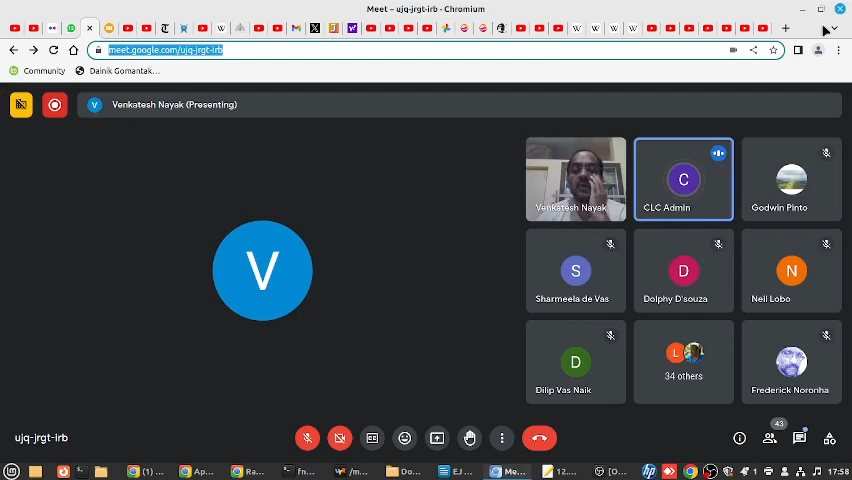 Meet – ujq-jrgt-irb - Chromium
meet.google.com/ujq-jrgt-irb
Community
Dainik Gomantak...
V
Venkatesh Nayak (Presenting)
V
Venkatesh Nayak
C
CLC Admin
Godwin Pinto
S
Sharmeela de Vas
D
Dolphy D'souza
N
Neil Lobo
D
Dilip Vas Naik
L
34 others
Frederick Noronha
ujq-jrgt-irb
43
(1) ...
Ap...
Ra...
Fn...
/m...
Do...
EJ ...
Me...
12....
[O...
1
17:58